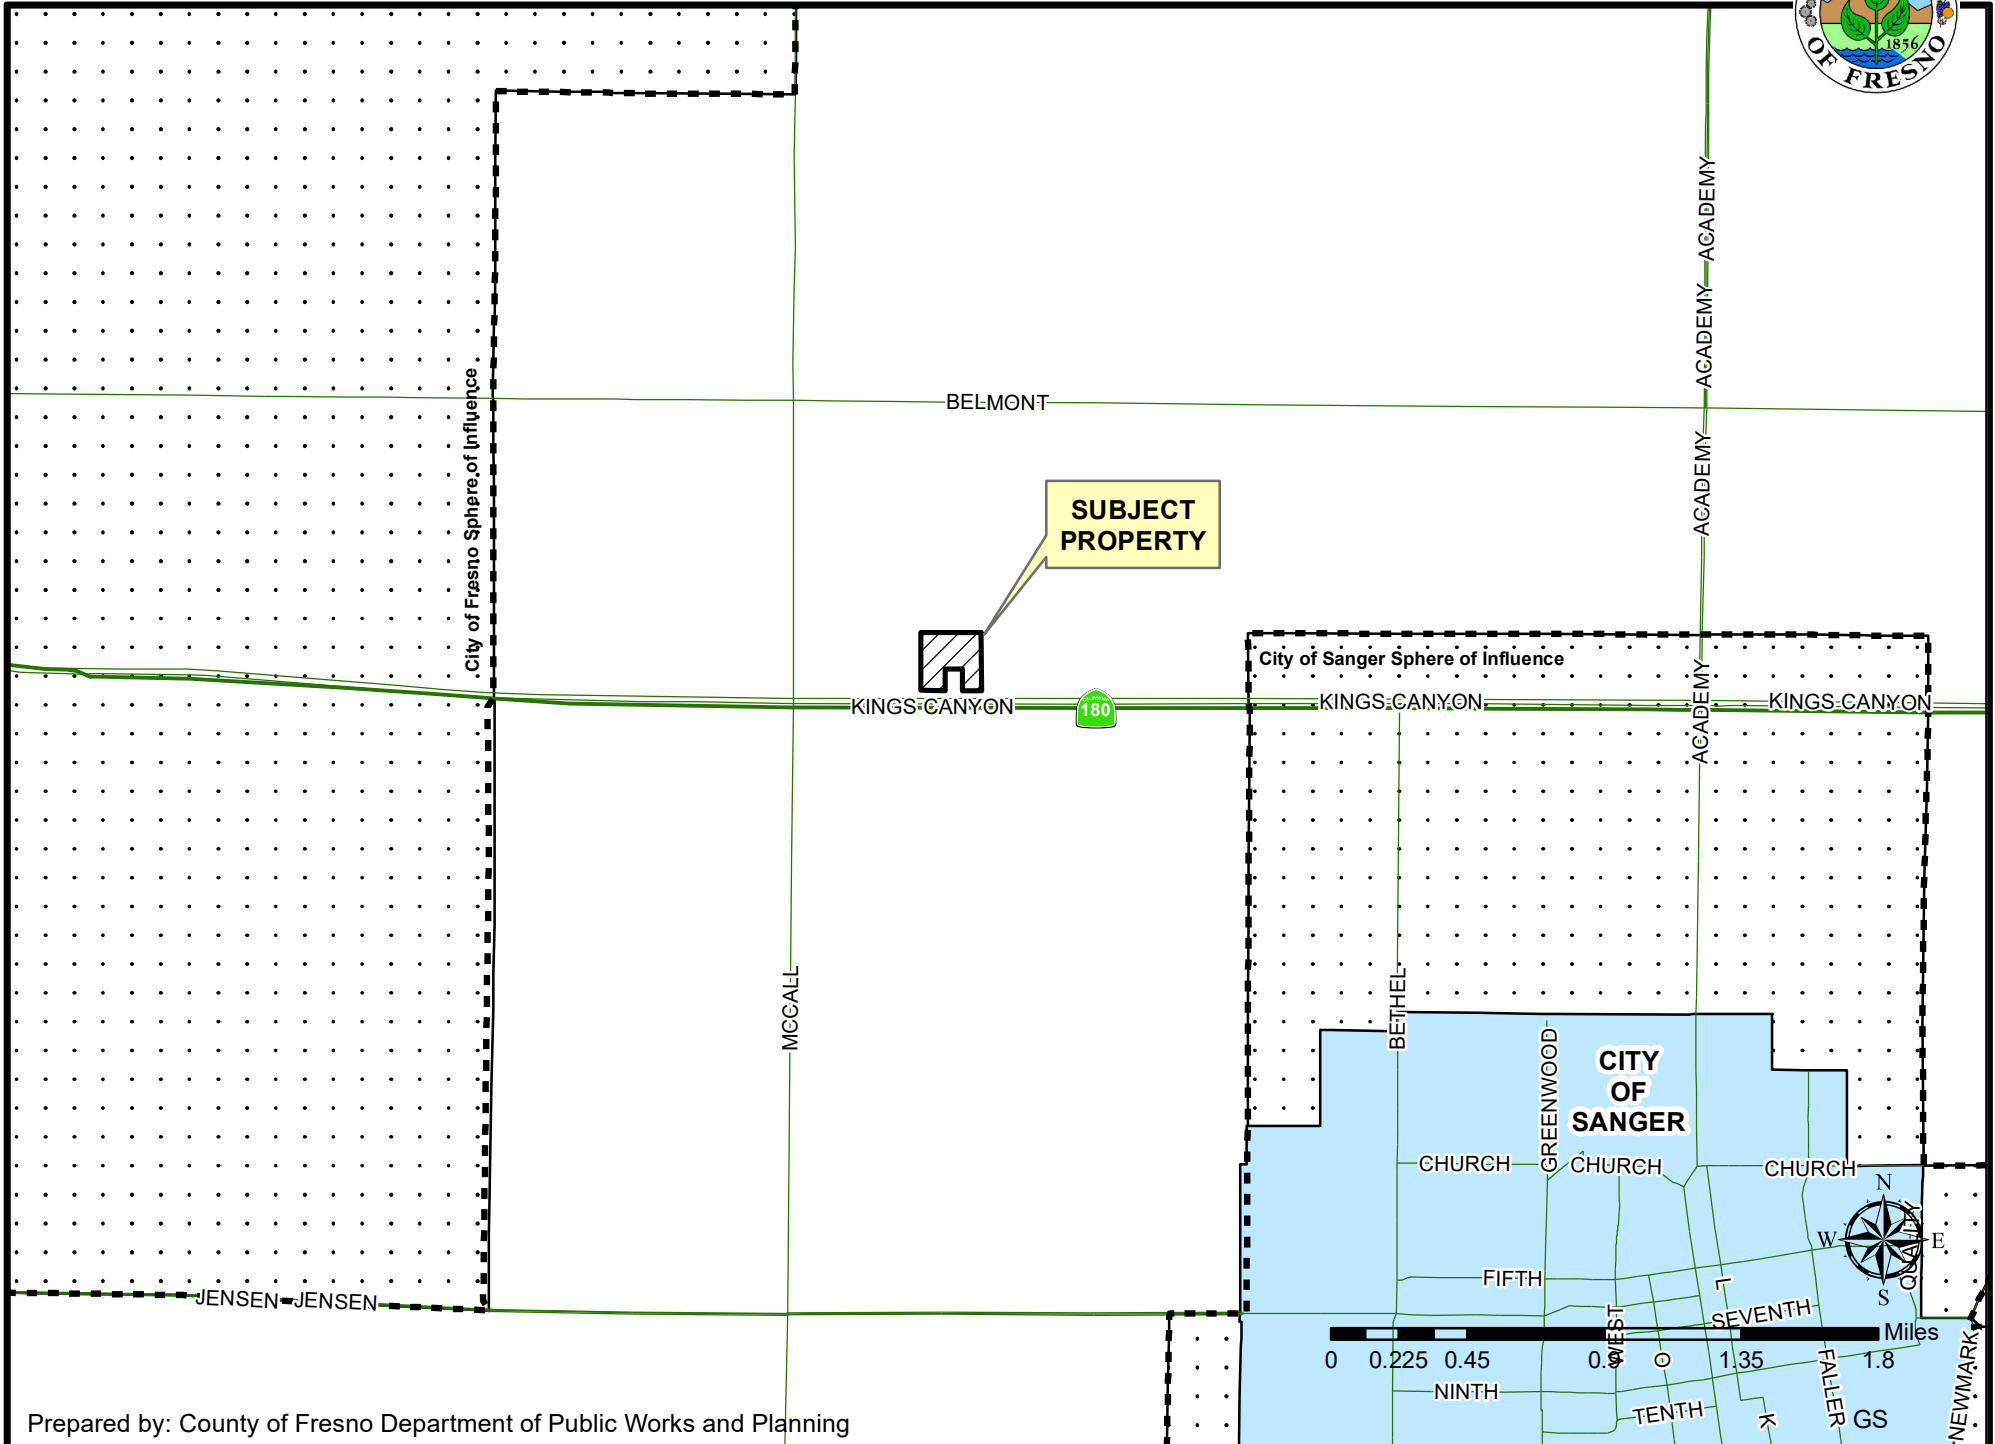 1856
OF FRESNO
ACADEMY
ACADEMY
ACADEMY
ACADEMY
ACADEMY
ACADEMY
City of Fresno Sphere of Influence
BELMONT
SUBJECT
PROPERTY
City of Sanger Sphere of Influence
KINGS CANYON
180
KINGS CANYON
KINGS CANYON
MCCALL
BETHEL
GREENWOOD
CITY
OF
SANGER
CHURCH
CHURCH
CHURCH
N
W
E
S
QUALITY
FIFTH
L
SEVENTH
WEST
JENSEN
JENSEN
Miles
0
0.225
0.45
0.9
1.35
1.8
O
NINTH
TENTH
K
FALLER
GS
NEWMARK
Prepared by: County of Fresno Department of Public Works and Planning